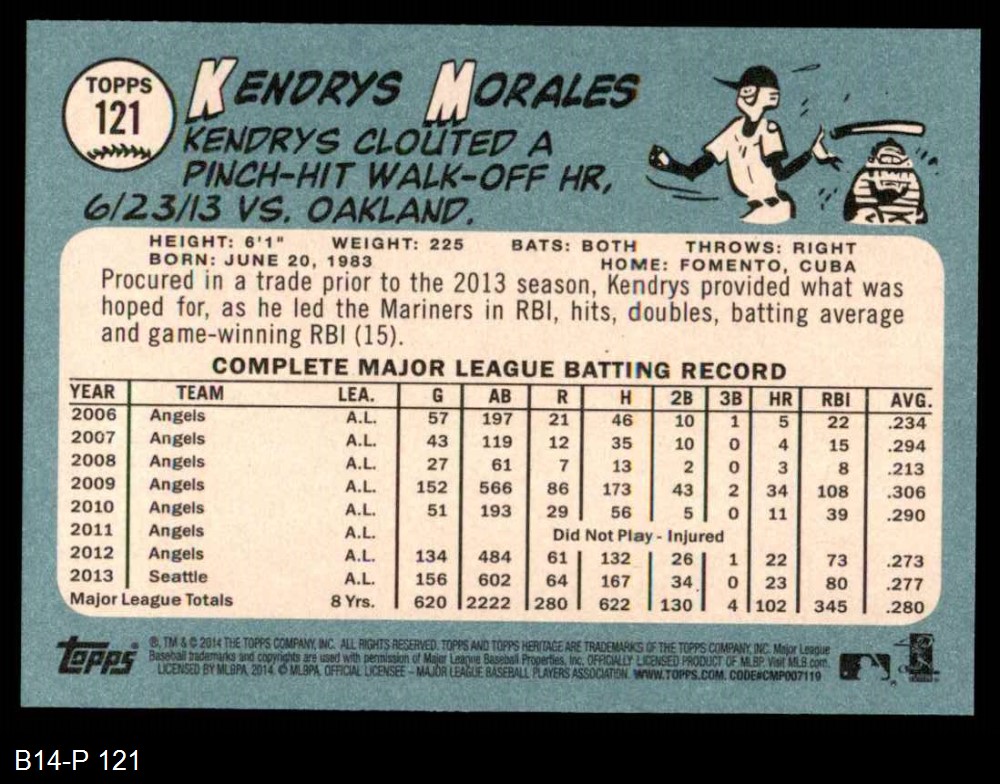 TOPPS
121
KENDRYS MORALES
KENDRYS CLOUTED A
PINCH-HIT WALK-OFF HR,
6/23/13 VS. OAKLAND.
HEIGHT: 6'1" WEIGHT: 225 BATS: BOTH THROWS: RIGHT
BORN: JUNE 20, 1983 HOME: FOMENTO, CUBA
Procured in a trade prior to the 2013 season, Kendrys provided what was
hoped for, as he led the Mariners in RBI, hits, doubles, batting average
and game-winning RBI (15).
COMPLETE MAJOR LEAGUE BATTING RECORD
YEAR TEAM LEA. G AB R H 2B 3B HR RBI AVG.
2006 Angels A.L. 57 197 21 46 10 1 5 22 .234
2007 Angels A.L. 43 119 12 35 10 0 4 15 .294
2008 Angels A.L. 27 61 7 13 2 0 3 8 .213
2009 Angels A.L. 152 566 86 173 43 2 34 108 .306
2010 Angels A.L. 51 193 29 56 5 0 11 39 .290
2011 Angels A.L. Did Not Play - Injured
2012 Angels A.L. 134 484 61 132 26 1 22 73 .273
2013 Seattle A.L. 156 602 64 167 34 0 23 80 .277
Major League Totals 8 Yrs. 620 2222 280 622 130 4 102 345 .280
topps
®, TM & © 2014 THE TOPPS COMPANY, INC. ALL RIGHTS RESERVED. TOPPS AND TOPPS HERITAGE ARE TRADEMARKS OF THE TOPPS COMPANY, INC. Major League
Baseball trademarks and copyrights are used with permission of Major League Baseball Properties, Inc. OFFICIALLY LICENSED PRODUCT OF MLBP. Visit MLB.com.
LICENSED BY MLBPA, 2014. © MLBPA. OFFICIAL LICENSEE – MAJOR LEAGUE BASEBALL PLAYERS ASSOCIATION. WWW.TOPPS.COM. CODE#CMP007119
B14-P 121